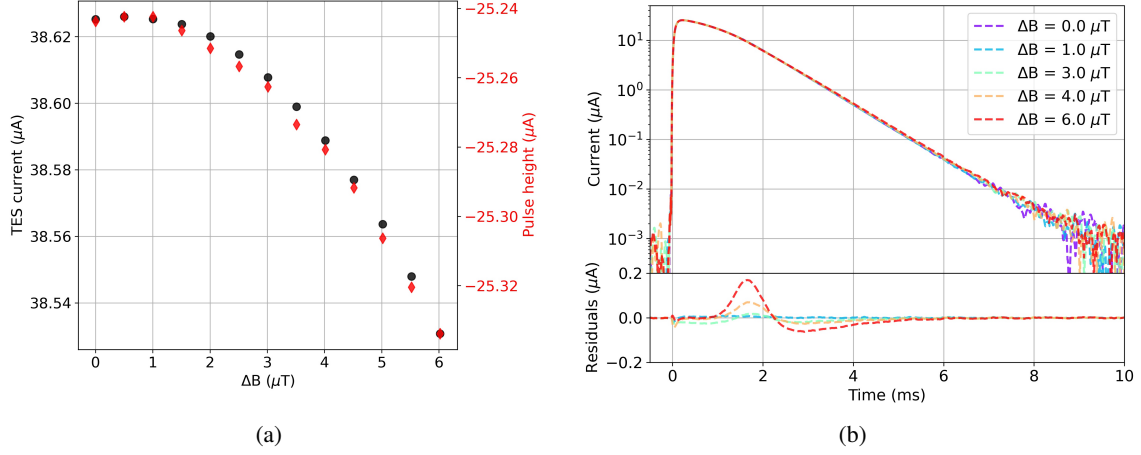 38.62
38.60
38.58
38.56
38.54
TES current (μA)
0 1 2 3 4 5 6
ΔB (μT)
−25.24
−25.26
−25.28
−25.30
−25.32
Pulse height (μA)
(a)
10¹
10⁰
10⁻¹
10⁻²
10⁻³
Current (μA)
ΔB = 0.0 μT
ΔB = 1.0 μT
ΔB = 3.0 μT
ΔB = 4.0 μT
ΔB = 6.0 μT
0.2
0.0
−0.2
Residuals (μA)
0 2 4 6 8 10
Time (ms)
(b)